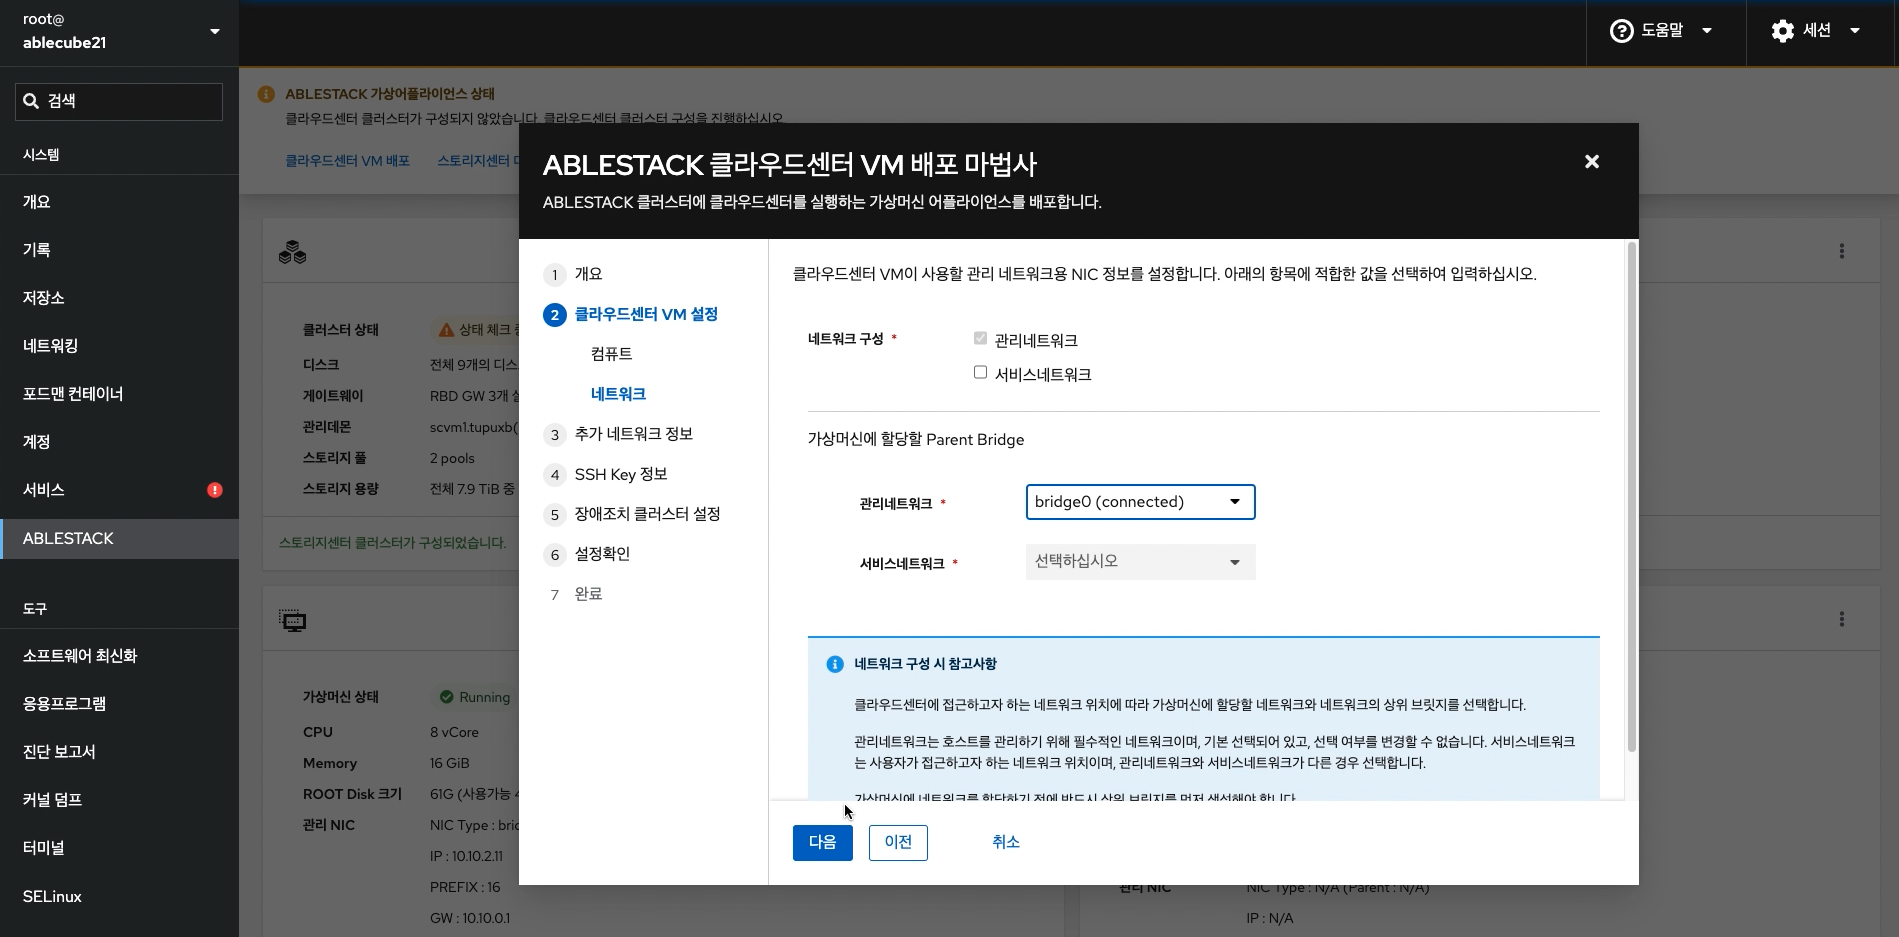 root@
ablecube21
도움말
세션
검색
시스템
개요
기록
저장소
네트워킹
포드맨 컨테이너
계정
서비스
ABLESTACK
도구
소프트웨어 최신화
응용프로그램
진단 보고서
커널 덤프
터미널
SELinux
ABLESTACK 가상어플라이언스 상태
클라우드센터 클러스터가 구성되지 않았습니다. 클라우드센터 클러스터 구성을 진행하십시오.
클라우드센터 VM 배포
스토리지센터
클러스터 상태
상태 체크
디스크
전체 9개의 디스
게이트웨이
RBD GW 3개
관리데몬
scvm1.tupuxb(
스토리지 풀
2 pools
스토리지 용량
전체 7.9 TiB 중
스토리지센터 클러스터가 구성되었습니다.
가상머신 상태
Running
CPU
8 vCore
Memory
16 GiB
ROOT Disk 크기
61G (사용가능
관리 NIC
NIC Type : bri
IP : 10.10.2.11
PREFIX : 16
GW : 10.10.0.1
ABLESTACK 클라우드센터 VM 배포 마법사
ABLESTACK 클러스터에 클라우드센터를 실행하는 가상머신 어플라이언스를 배포합니다.
1 개요
2 클라우드센터 VM 설정
컴퓨트
네트워크
3 추가 네트워크 정보
4 SSH Key 정보
5 장애조치 클러스터 설정
6 설정확인
7 완료
클라우드센터 VM이 사용할 관리 네트워크용 NIC 정보를 설정합니다. 아래의 항목에 적합한 값을 선택하여 입력하십시오.
네트워크 구성 *
관리네트워크
서비스네트워크
가상머신에 할당할 Parent Bridge
관리네트워크 *
bridge0 (connected)
서비스네트워크 *
선택하십시오
네트워크 구성 시 참고사항
클라우드센터에 접근하고자 하는 네트워크 위치에 따라 가상머신에 할당할 네트워크와 네트워크의 상위 브릿지를 선택합니다.
관리네트워크는 호스트를 관리하기 위해 필수적인 네트워크이며, 기본 선택되어 있고, 선택 여부를 변경할 수 없습니다. 서비스네트워크
는 사용자가 접근하고자 하는 네트워크 위치이며, 관리네트워크와 서비스네트워크가 다른 경우 선택합니다.
가상머신에 네트워크를 할당하기 전에 반드시 상위 브릿지를 먼저 생성해야 합니다.
다음
이전
취소
관리 NIC
NIC Type : N/A (Parent : N/A)
IP : N/A